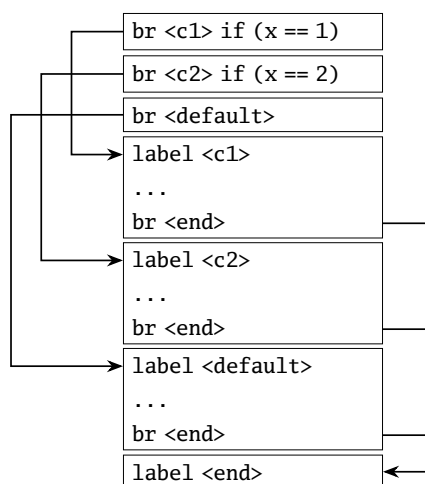 br <c1> if (x == 1)
br <c2> if (x == 2)
br <default>
label <c1>
...
br <end>
label <c2>
...
br <end>
label <default>
...
br <end>
label <end>